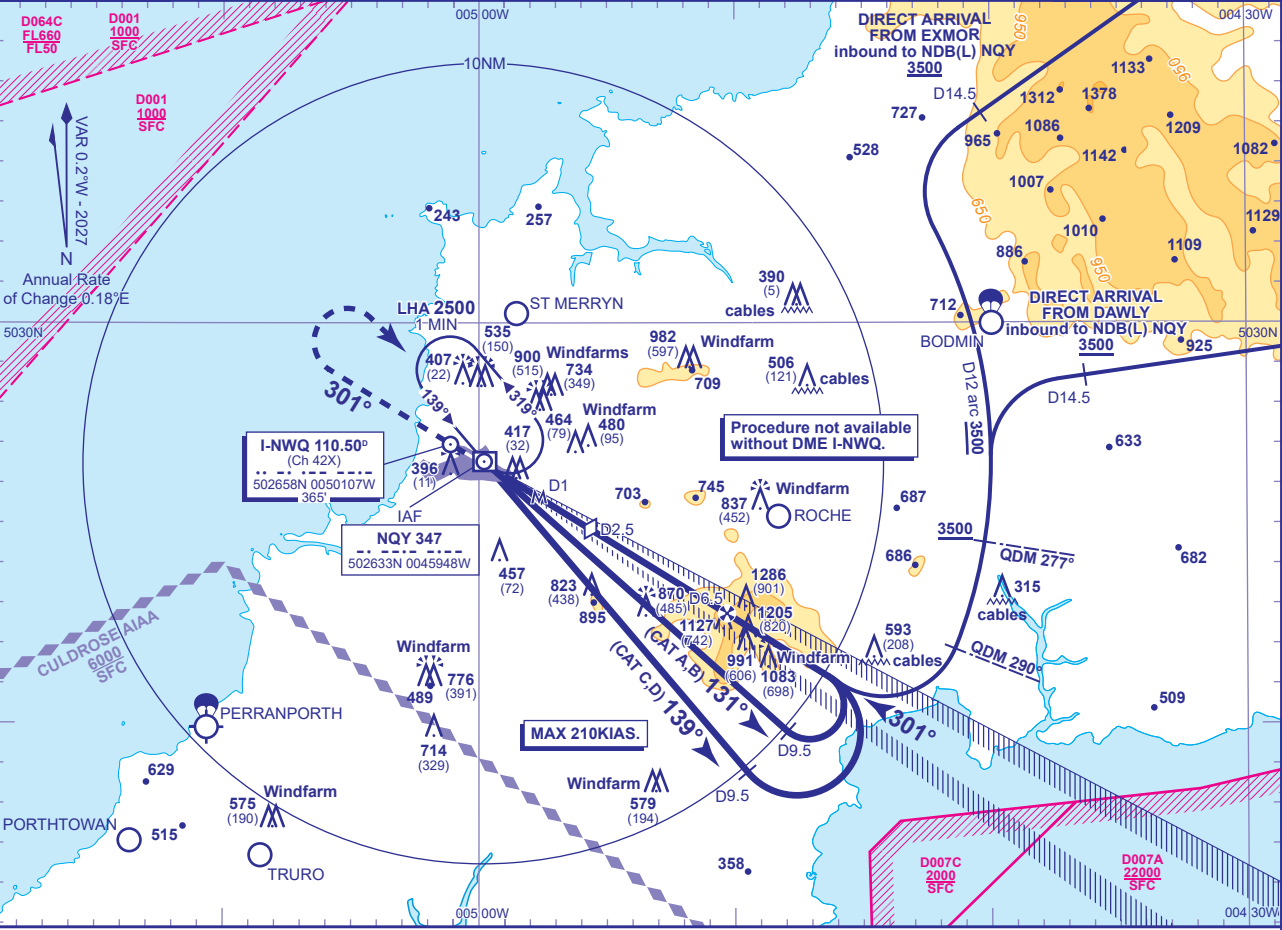 D064C
FL660
FL50
D001
1000
SFC
005 00W
DIRECT ARRIVAL
FROM EXMOR
inbound to NDB(L) NQY
3500
950
004 30W
10NM
1133
950
D001
1000
SFC
VAR 0.2°W - 2027
N
Annual Rate
of Change 0.18°E
D14.5
727
1312
1378
1086
965
1209
1082
528
1142
1007
650
243
257
1010
1129
886
1109
950
390
(5)
cables
LHA 2500
1 MIN
ST MERRYN
712
DIRECT ARRIVAL
FROM DAWLY
inbound to NDB(L) NQY
3500
5030N
5030N
BODMIN
925
535
(150)
407
(22)
900
(515)
Windfarms
734
(349)
982
(597)
Windfarm
709
506
(121)
cables
D14.5
D12 arc 3500
301°
139°
319°
464
(79)
Windfarm
480
(95)
417
(32)
Procedure not available
without DME I-NWQ.
633
I-NWQ 110.50D
(Ch 42X)
502658N 0050107W
365'
396
(11)
IAF
NQY 347
502633N 0045948W
D1
703
745
837
(452)
Windfarm
ROCHE
687
D2.5
3500
QDM 277°
686
682
457
(72)
823
(438)
895
870
(485)
D6.5
1286
(901)
1205
(820)
1127
(742)
991
(606)
Windfarm
1083
(698)
315
cables
593
(208)
cables
QDM 290°
CULDROSE AIAA
6000
SFC
Windfarm
776
(391)
489
(CAT A,B) 131°
(CAT C,D) 139°
301°
509
PERRANPORTH
714
(329)
MAX 210KIAS.
D9.5
D9.5
629
Windfarm
575
(190)
Windfarm
579
(194)
PORTHTOWAN
515
TRURO
358
D007C
2000
SFC
D007A
22000
SFC
005 00W
004 30W